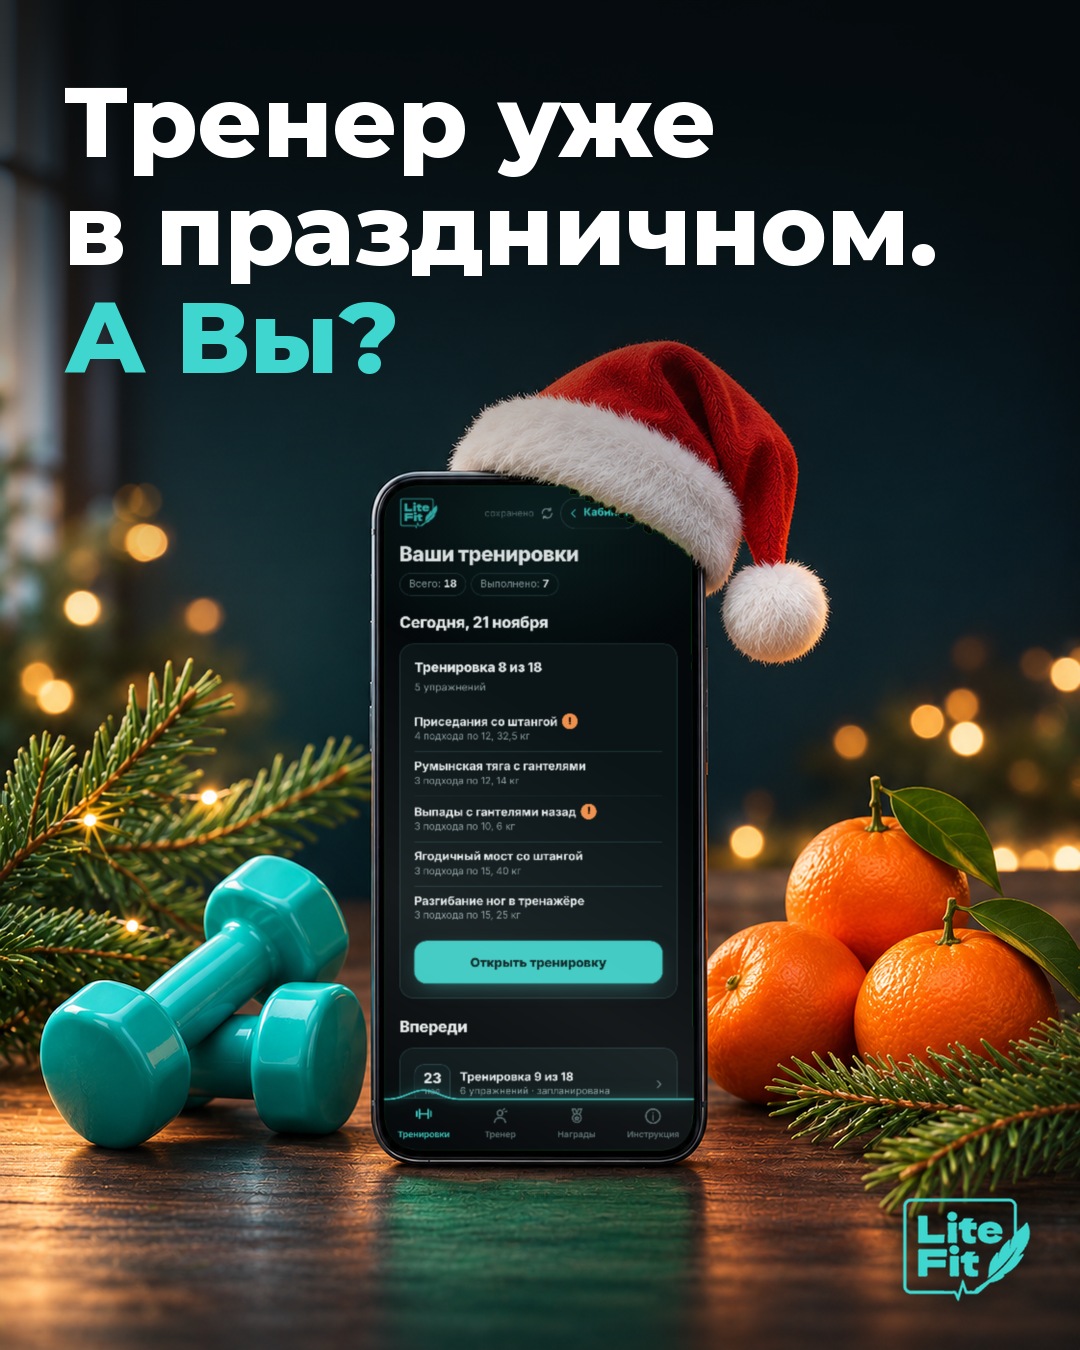 Тренер уже
в праздничном.
А Вы?
Lite
Fit
сохранено
Ваши тренировки
Всего: 18
Выполнено: 7
Сегодня, 21 ноября
Тренировка 8 из 18
5 упражнений
Приседания со штангой !
4 подхода по 12, 32,5 кг
Румынская тяга с гантелями
3 подхода по 12, 14 кг
Выпады с гантелями назад !
3 подхода по 10, 6 кг
Ягодичный мост со штангой
3 подхода по 15, 40 кг
Разгибание ног в тренажёре
3 подхода по 15, 25 кг
Открыть тренировку
Впереди
23
Тренировка 9 из 18
6 упражнений · запланирована
Тренировки
Тренер
Награды
Инструкция
Lite
Fit